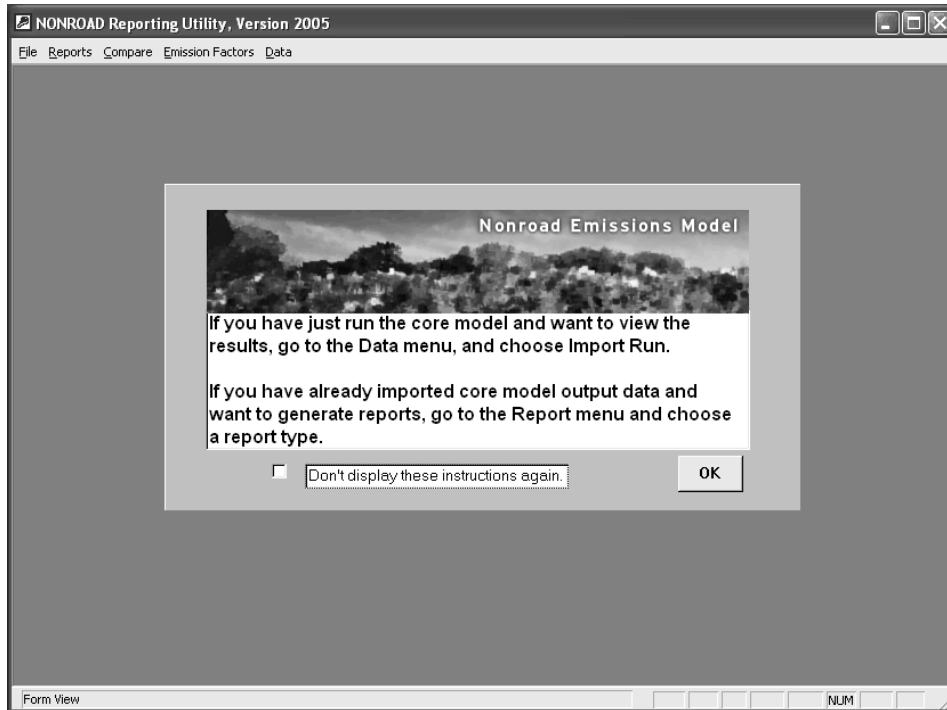 NONROAD Reporting Utility, Version 2005
File Reports Compare Emission Factors Data
Nonroad Emissions Model
If you have just run the core model and want to view the
results, go to the Data menu, and choose Import Run.
If you have already imported core model output data and
want to generate reports, go to the Report menu and choose
a report type.
Don't display these instructions again.
OK
Form View
NUM